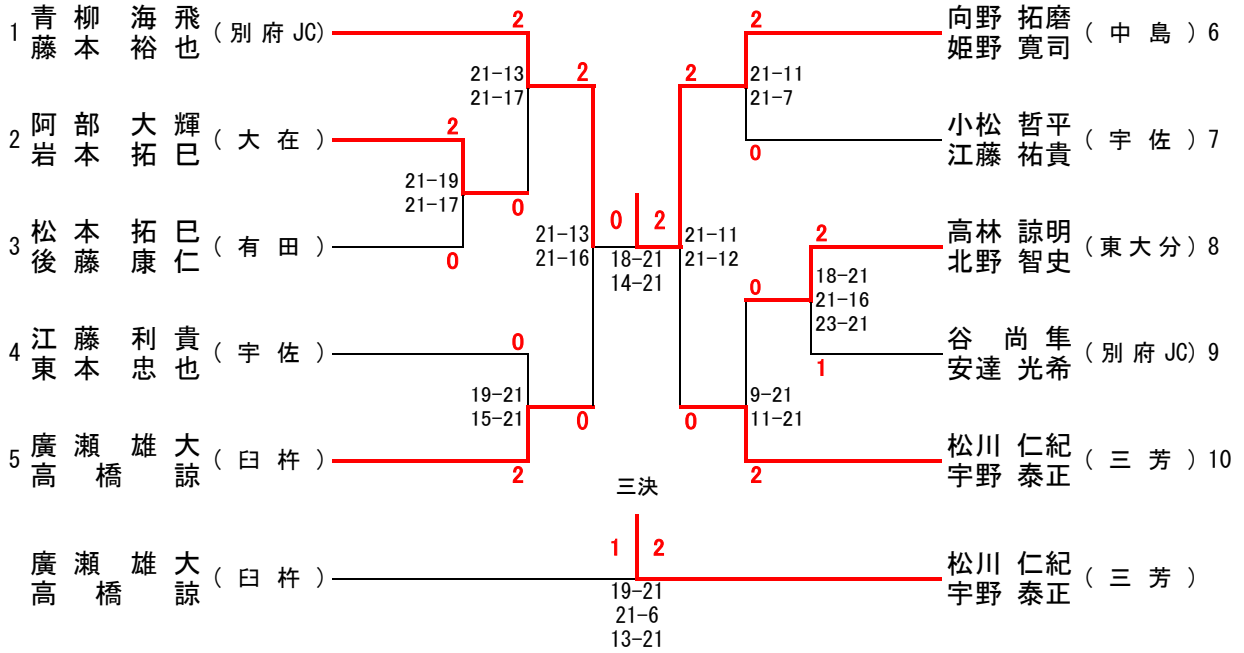 1 青柳 海飛
藤本 裕也
(別府JC)
2
21-13
21-17
2
2 阿部 大輝
岩本 拓巳
(大在)
2
21-19
21-17
0
3 松本 拓巳
後藤 康仁
(有田)
0
21-13
21-16
4 江藤 利貴
東本 忠也
(宇佐)
0
19-21
15-21
0
5 廣瀬 雄大
高橋 諒
(臼杵)
2
0 2
18-21
14-21
向野 拓磨
姫野 寛司
(中島) 6
2
21-11
21-7
2
小松 哲平
江藤 祐貴
(宇佐) 7
0
21-11
21-12
高林 諒明
北野 智史
(東大分) 8
2
18-21
21-16
23-21
0
谷 尚隼
安達 光希
(別府JC) 9
1
9-21
11-21
0
松川 仁紀
宇野 泰正
(三芳) 10
2
三決
廣瀬 雄大
高橋 諒
(臼杵)
1 2
19-21
21-6
13-21
松川 仁紀
宇野 泰正
(三芳)